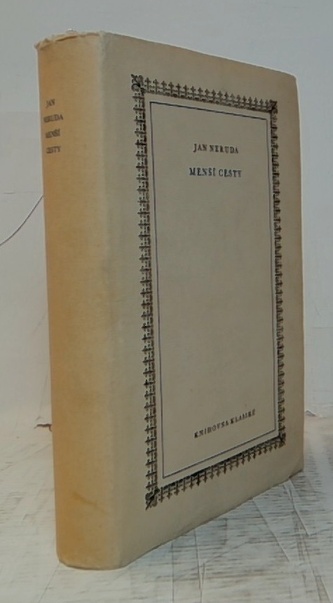 JAN
NERUDA
MENŠÍ
CESTY
JAN NERUDA
MENŠÍ CESTY
KNIHOVNA KLASIKŮ